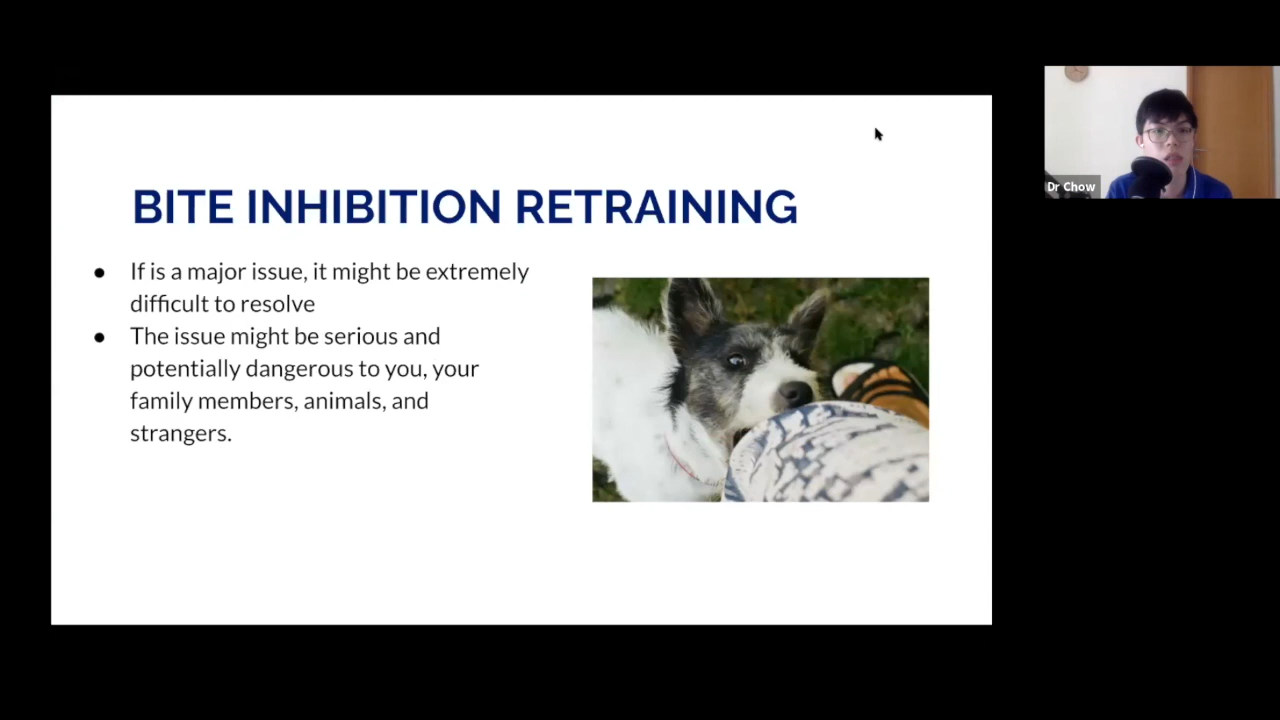 BITE INHIBITION RETRAINING
● If is a major issue, it might be extremely
difficult to resolve
● The issue might be serious and
potentially dangerous to you, your
family members, animals, and
strangers.
Dr Chow